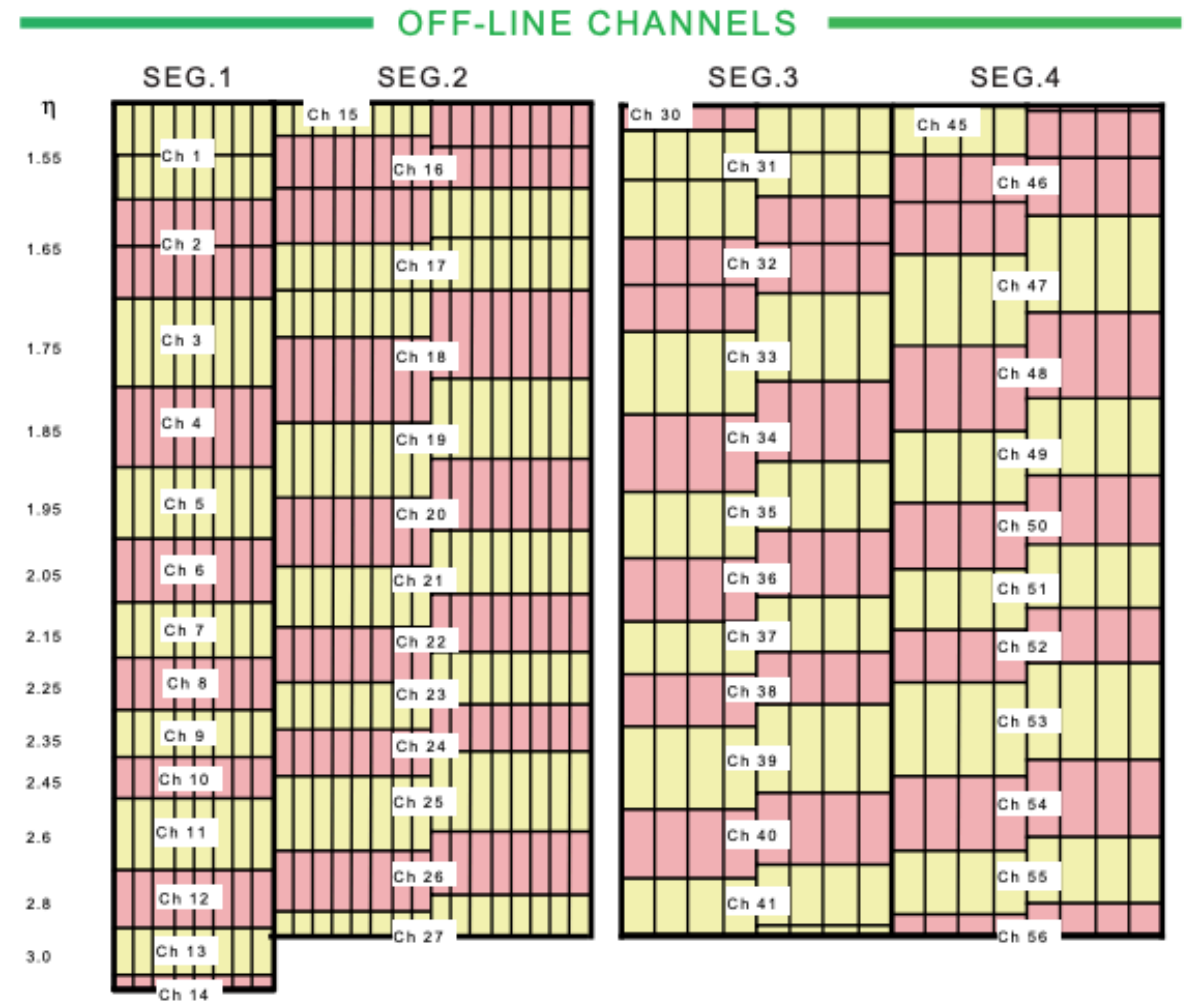 OFF-LINE CHANNELS
SEG.1 SEG.2 SEG.3 SEG.4
η
1.55
1.65
1.75
1.85
1.95
2.05
2.15
2.25
2.35
2.45
2.6
2.8
3.0
Ch 1
Ch 2
Ch 3
Ch 4
Ch 5
Ch 6
Ch 7
Ch 8
Ch 9
Ch 10
Ch 11
Ch 12
Ch 13
Ch 14
Ch 15
Ch 16
Ch 17
Ch 18
Ch 19
Ch 20
Ch 21
Ch 22
Ch 23
Ch 24
Ch 25
Ch 26
Ch 27
Ch 30
Ch 31
Ch 32
Ch 33
Ch 34
Ch 35
Ch 36
Ch 37
Ch 38
Ch 39
Ch 40
Ch 41
Ch 45
Ch 46
Ch 47
Ch 48
Ch 49
Ch 50
Ch 51
Ch 52
Ch 53
Ch 54
Ch 55
Ch 56